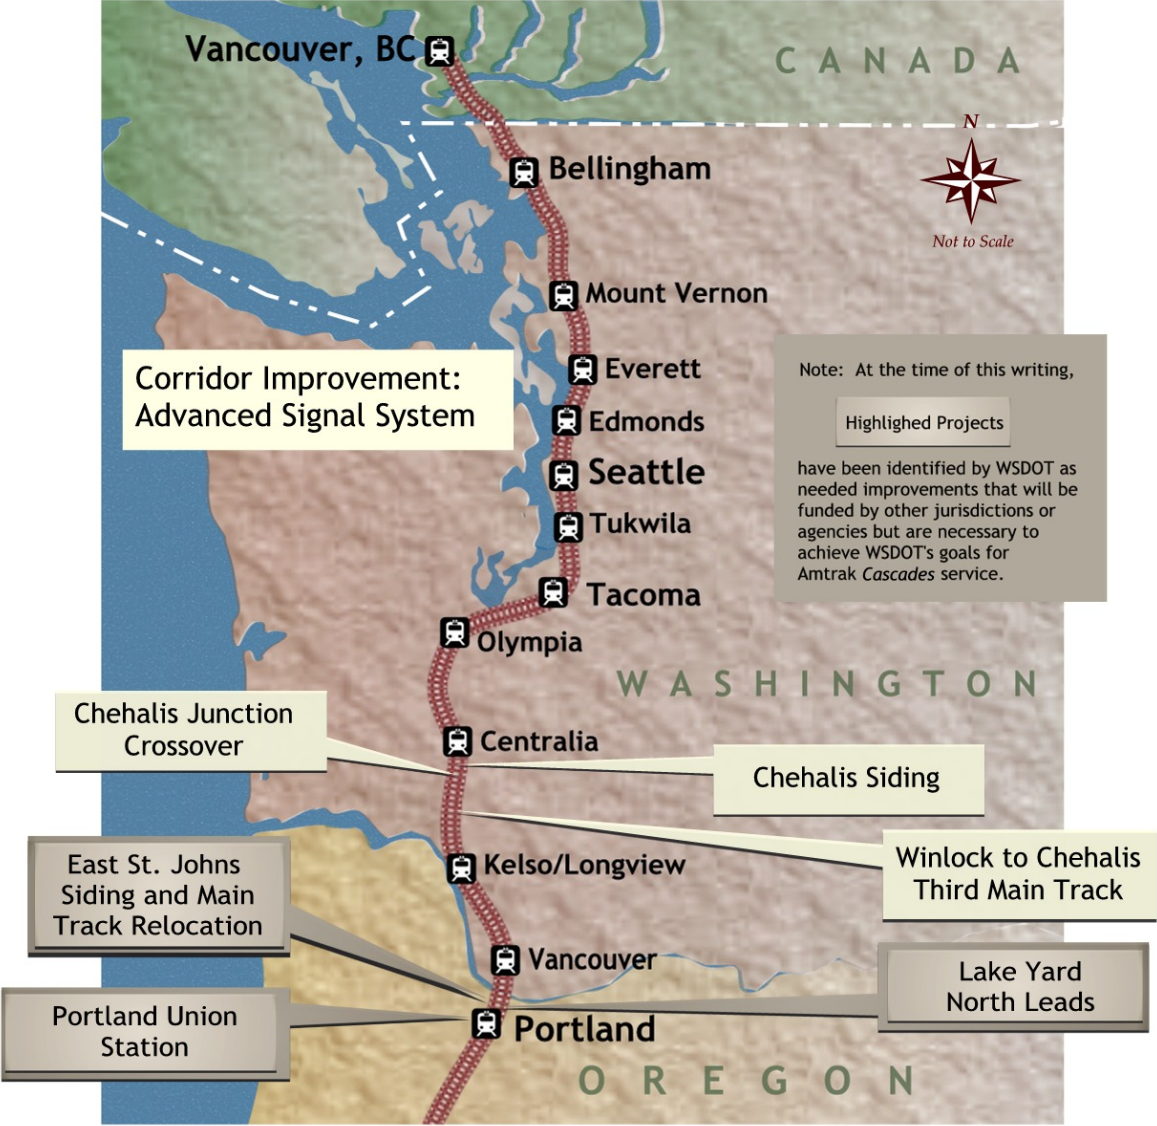 Vancouver, BC
CANADA
N
Not to Scale
Bellingham
Mount Vernon
Everett
Edmonds
Seattle
Tukwila
Tacoma
Olympia
Centralia
Kelso/Longview
Vancouver
Portland
WASHINGTON
OREGON
Corridor Improvement:
Advanced Signal System
Note: At the time of this writing,
Highlighed Projects
have been identified by WSDOT as
needed improvements that will be
funded by other jurisdictions or
agencies but are necessary to
achieve WSDOT's goals for
Amtrak Cascades service.
Chehalis Junction
Crossover
Chehalis Siding
Winlock to Chehalis
Third Main Track
East St. Johns
Siding and Main
Track Relocation
Lake Yard
North Leads
Portland Union
Station